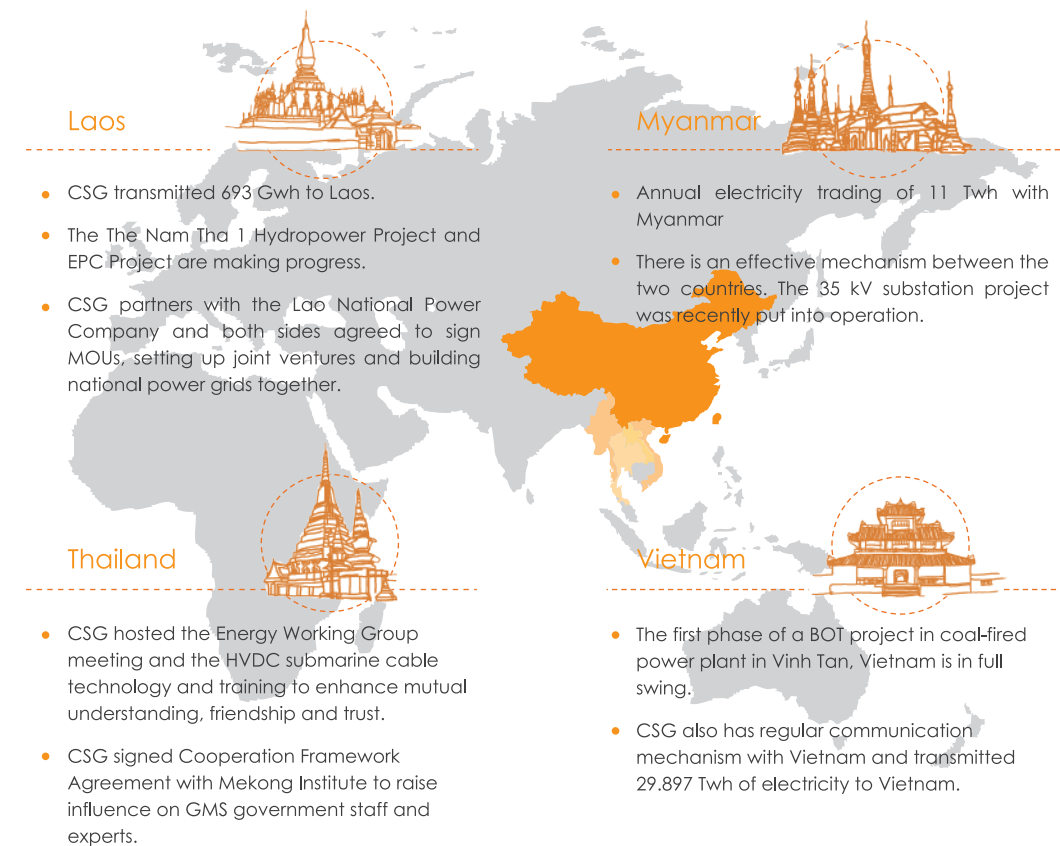 Laos
CSG transmitted 693 Gwh to Laos.
The The Nam Tha 1 Hydropower Project and
EPC Project are making progress.
CSG partners with the Lao National Power
Company and both sides agreed to sign
MOUs, setting up joint ventures and building
national power grids together.
Myanmar
Annual electricity trading of 11 Twh with
Myanmar
There is an effective mechanism between the
two countries. The 35 kV substation project
was recently put into operation.
Thailand
CSG hosted the Energy Working Group
meeting and the HVDC submarine cable
technology and training to enhance mutual
understanding, friendship and trust.
CSG signed Cooperation Framework
Agreement with Mekong Institute to raise
influence on GMS government staff and
experts.
Vietnam
The first phase of a BOT project in coal-fired
power plant in Vinh Tan, Vietnam is in full
swing.
CSG also has regular communication
mechanism with Vietnam and transmitted
29.897 Twh of electricity to Vietnam.